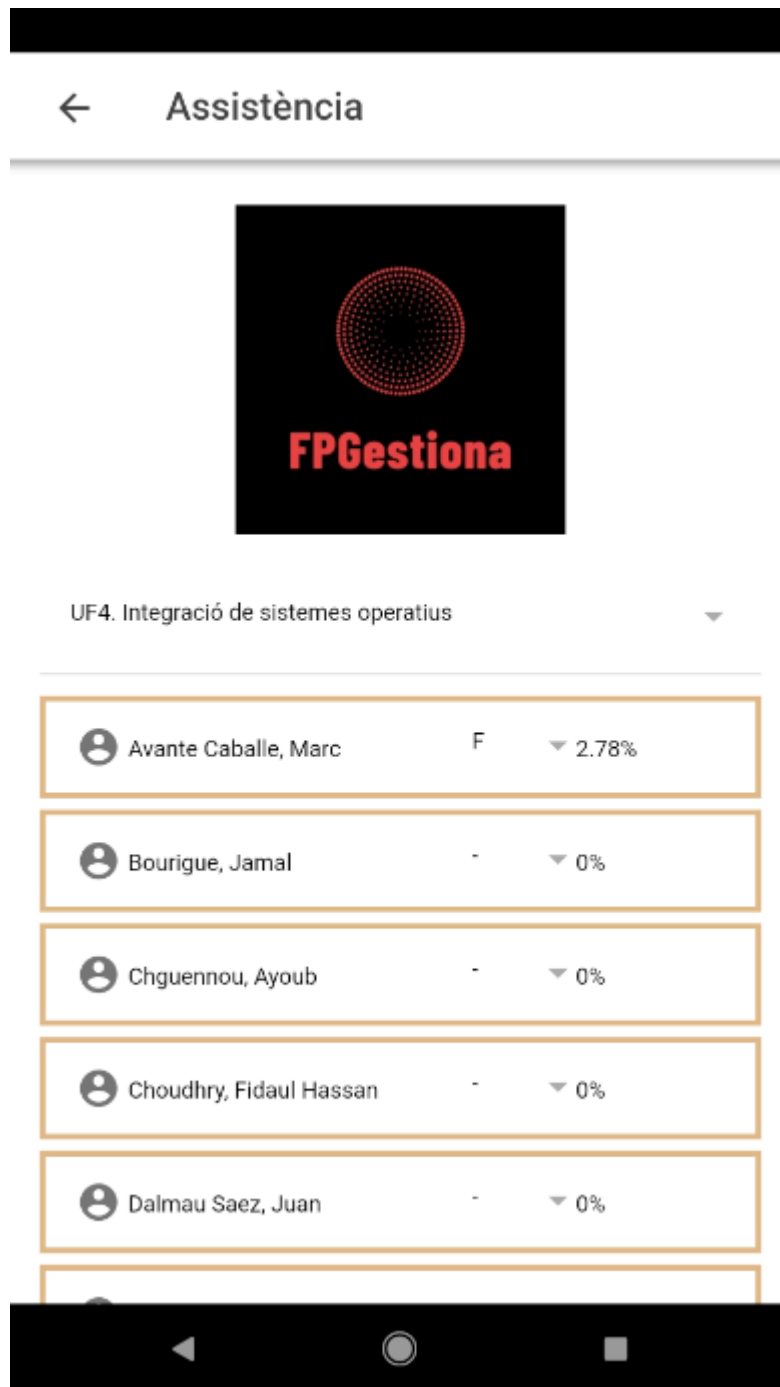 Assistència
FPGestiona
UF4. Integració de sistemes operatius
Avante Caballe, Marc F 2.78%
Bourigue, Jamal - 0%
Chguennou, Ayoub - 0%
Choudhry, Fidaul Hassan - 0%
Dalmau Saez, Juan - 0%